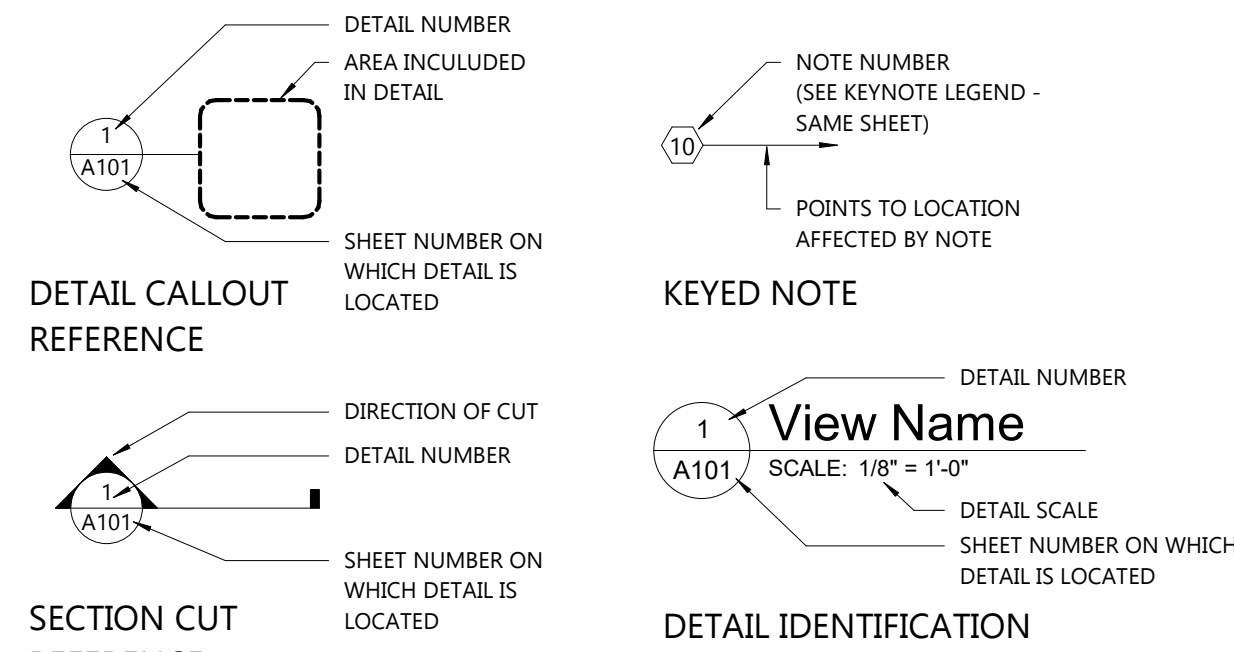 DETAIL NUMBER
AREA INCULUDED
IN DETAIL
1
A101
SHEET NUMBER ON
WHICH DETAIL IS
LOCATED
DETAIL CALLOUT
REFERENCE
NOTE NUMBER
(SEE KEYNOTE LEGEND -
SAME SHEET)
10
POINTS TO LOCATION
AFFECTED BY NOTE
KEYED NOTE
DIRECTION OF CUT
DETAIL NUMBER
1
A101
SHEET NUMBER ON
WHICH DETAIL IS
LOCATED
SECTION CUT
DETAIL NUMBER
1
View Name
A101
SCALE: 1/8" = 1'-0"
DETAIL SCALE
SHEET NUMBER ON WHICH
DETAIL IS LOCATED
DETAIL IDENTIFICATION